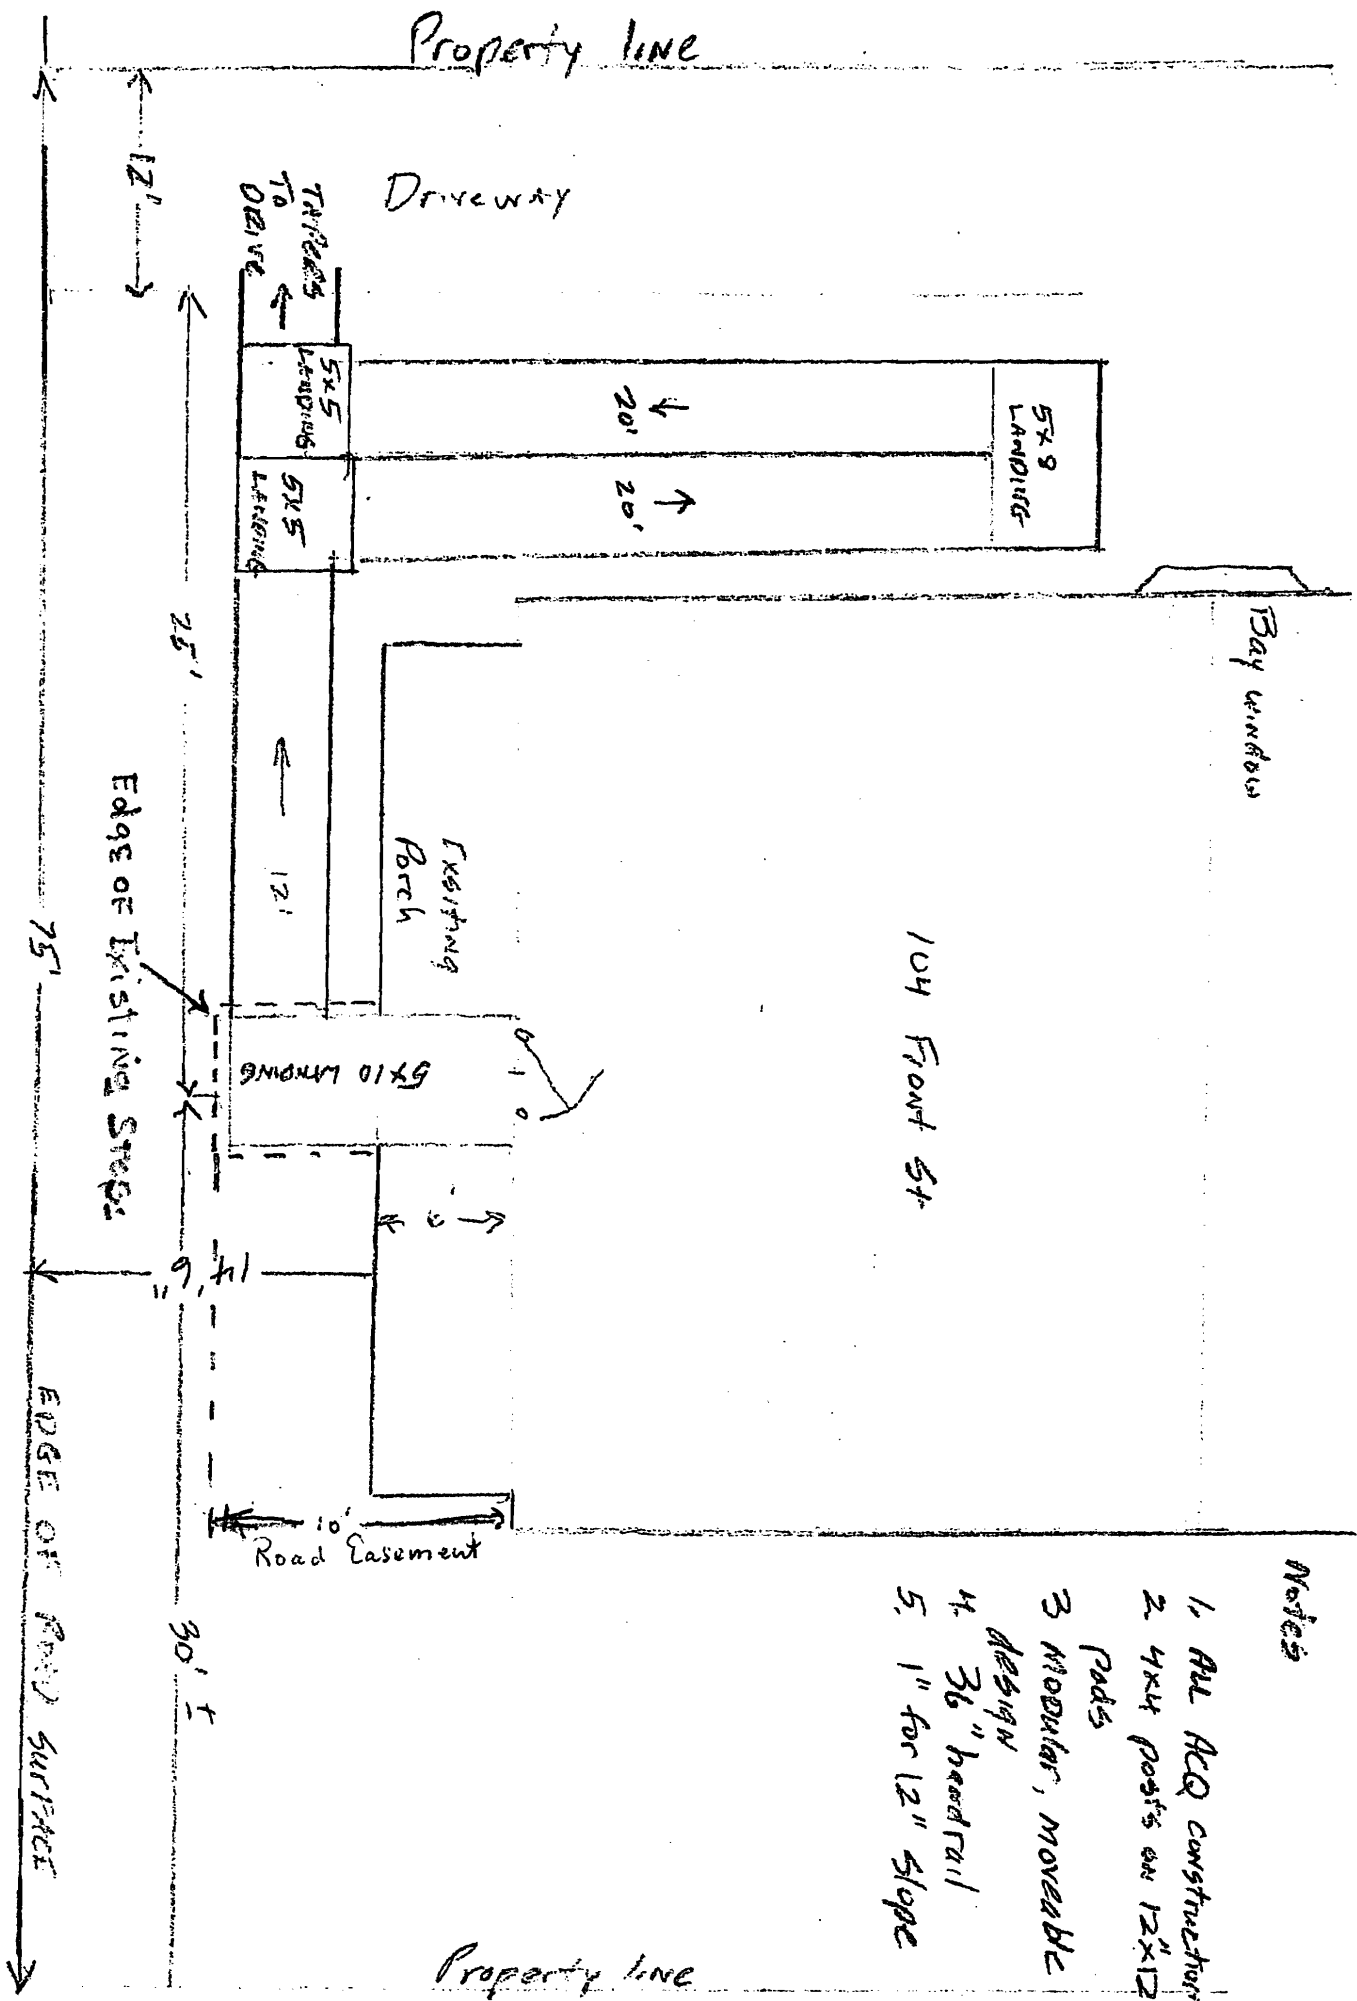 Property line
12'
Driveway
TAPERS
TO
DRIVE
5x5
LANDING
5x5
LANDING
20'
20'
5x8
LANDING
Bay window
25'
12'
Exsiting
Porch
104 Front St
5x10 LANDING
Edge OF Existing Steps
75'
14' 6"
10'
Road Easement
30' ±
EDGE OF ROAD SURFACE
Property line
Notes
1. ALL ACQ construction
2 4x4 posts on 12"x12
pads
3 Modular, moveable
design
4. 36" handrail
5. 1" for 12" slope